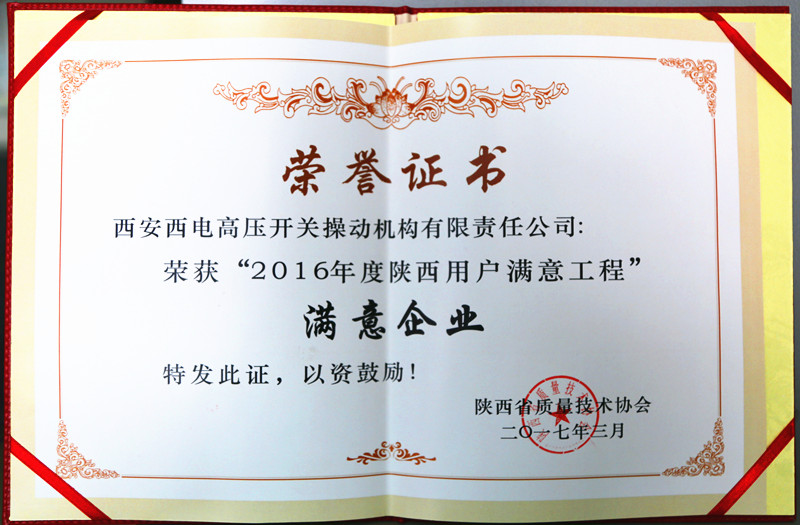 荣誉证书
西安西电高压开关操动机构有限责任公司:
荣获“2016年度陕西用户满意工程”
满意企业
特发此证，以资鼓励！
陕西省质量技术协会
二〇一七年三月